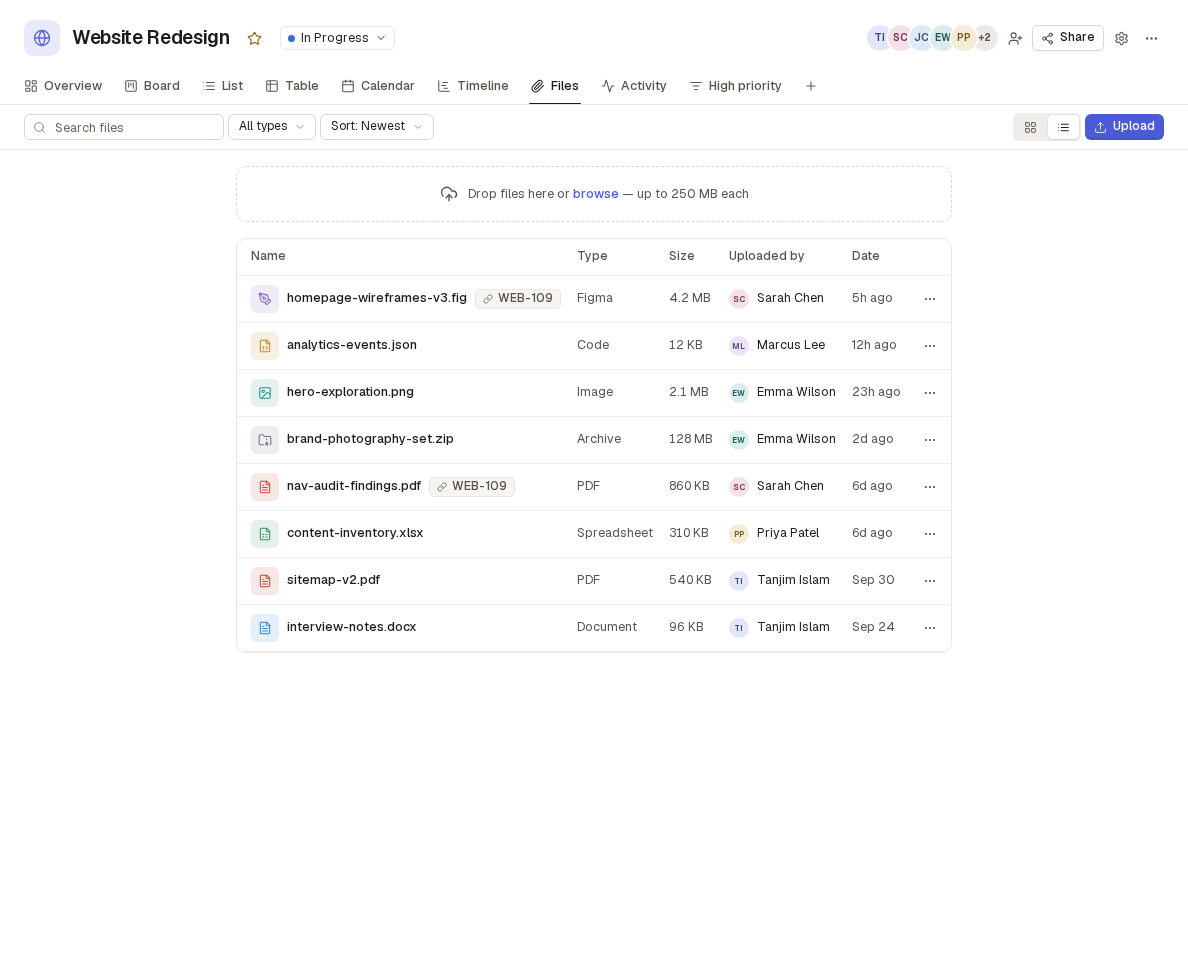 Website Redesign
In Progress
TI SC JC EW PP +2
Share
Overview Board List Table Calendar Timeline Files Activity High priority
Search files All types Sort: Newest Upload
Drop files here or browse — up to 250 MB each
Name Type Size Uploaded by Date
homepage-wireframes-v3.fig WEB-109 Figma 4.2 MB SC Sarah Chen 5h ago
analytics-events.json Code 12 KB ML Marcus Lee 12h ago
hero-exploration.png Image 2.1 MB EW Emma Wilson 23h ago
brand-photography-set.zip Archive 128 MB EW Emma Wilson 2d ago
nav-audit-findings.pdf WEB-109 PDF 860 KB SC Sarah Chen 6d ago
content-inventory.xlsx Spreadsheet 310 KB PP Priya Patel 6d ago
sitemap-v2.pdf PDF 540 KB TI Tanjim Islam Sep 30
interview-notes.docx Document 96 KB TI Tanjim Islam Sep 24